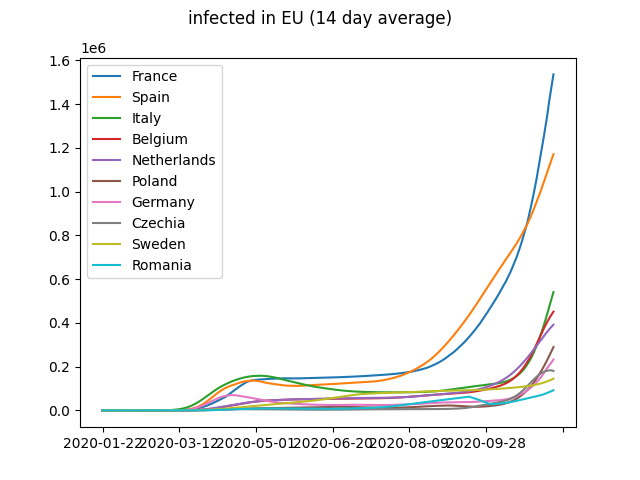 infected in EU (14 day average)
1e6
1.6
1.4
1.2
1.0
0.8
0.6
0.4
0.2
0.0
France
Spain
Italy
Belgium
Netherlands
Poland
Germany
Czechia
Sweden
Romania
2020-01-22 2020-03-12 2020-05-01 2020-06-20 2020-08-09 2020-09-28